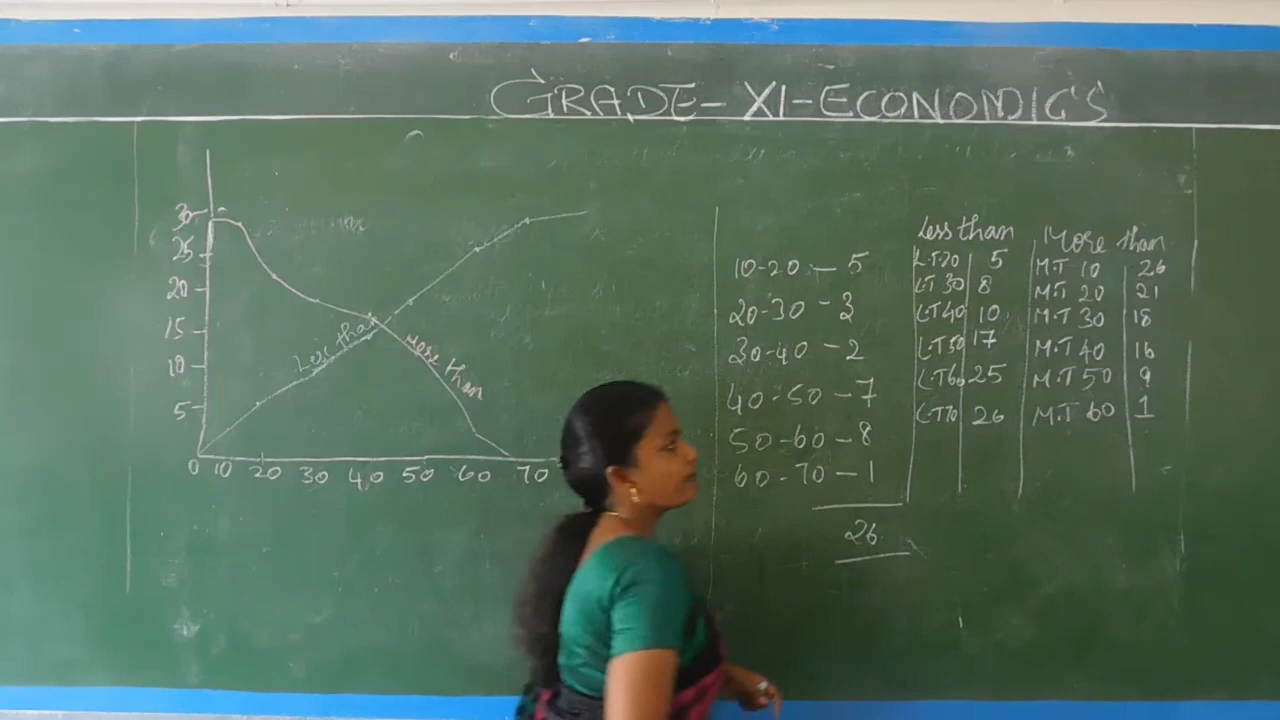 GRADE-XI-ECONOMICS
30
25
20
15
10
5
0 10 20 30 40 50 60 70
Less than
More than
10-20 - 5
20-30 - 3
30-40 - 2
40-50 - 7
50-60 - 8
60-70 - 1
26
Less than More than
L.T 20 5 M.T 10 26
LT 30 8 M.T 20 21
L.T 40 10 M.T 30 18
L.T 50 17 M.T 40 16
L.T 60 25 M.T 50 9
L.T 70 26 M.T 60 1